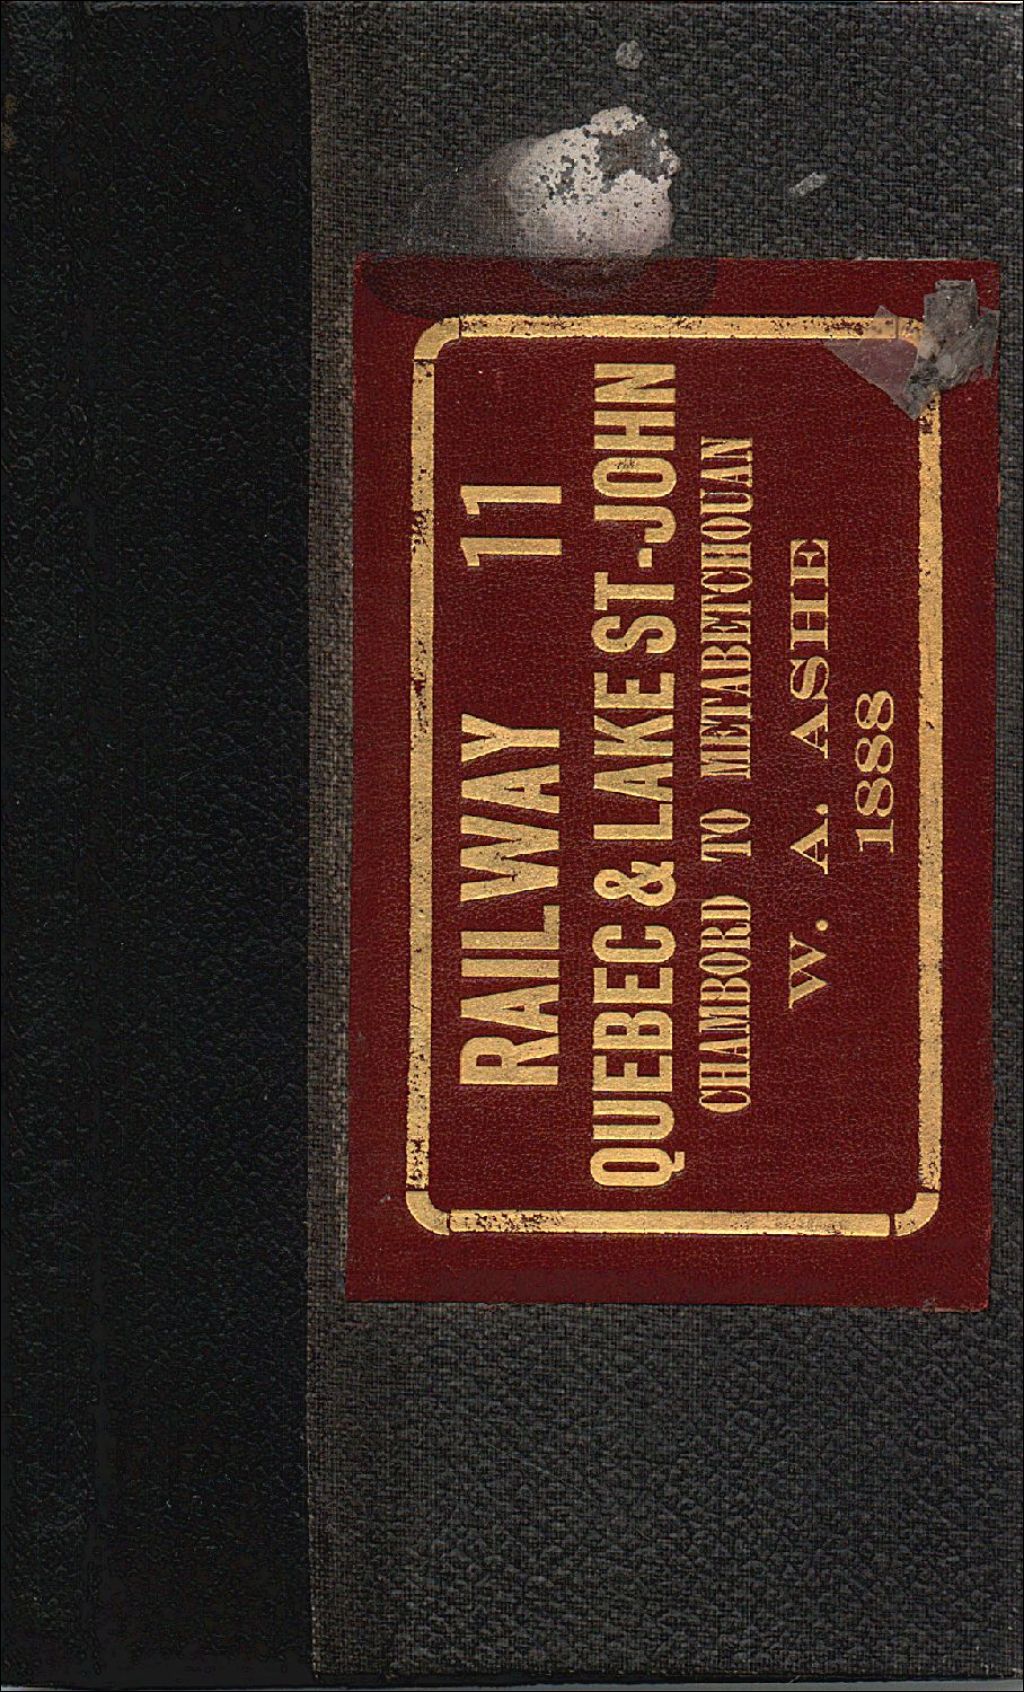 RAILWAY 11
QUEBEC & LAKE ST-JOHN
CHAMBORD TO METABETCHOUAN
W. A. ASHE
1888